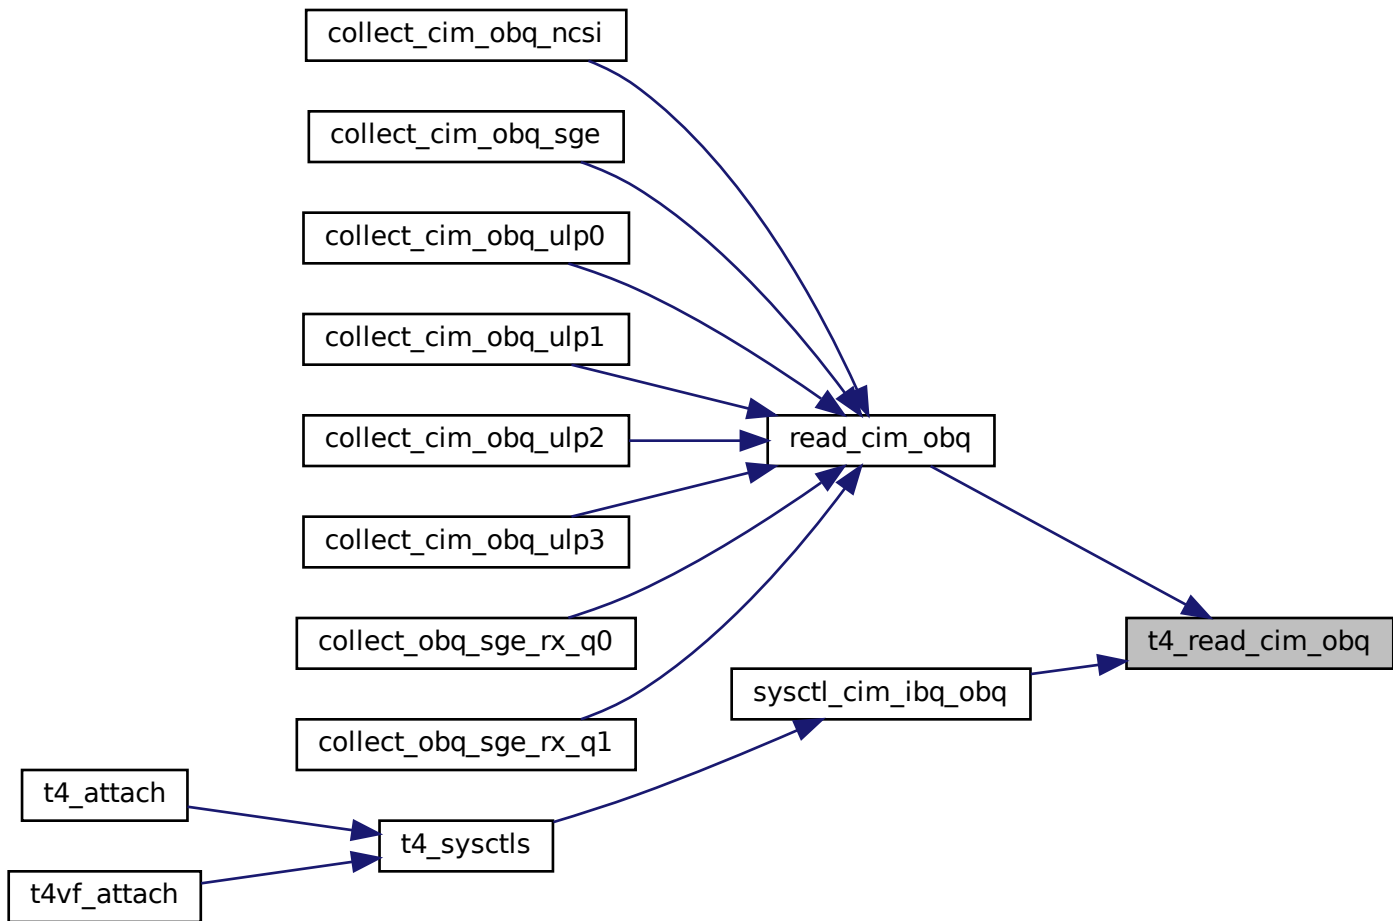 collect_cim_obq_ncsi
collect_cim_obq_sge
collect_cim_obq_ulp0
collect_cim_obq_ulp1
collect_cim_obq_ulp2
read_cim_obq
collect_cim_obq_ulp3
collect_obq_sge_rx_q0
t4_read_cim_obq
sysctl_cim_ibq_obq
collect_obq_sge_rx_q1
t4_attach
t4_sysctls
t4vf_attach